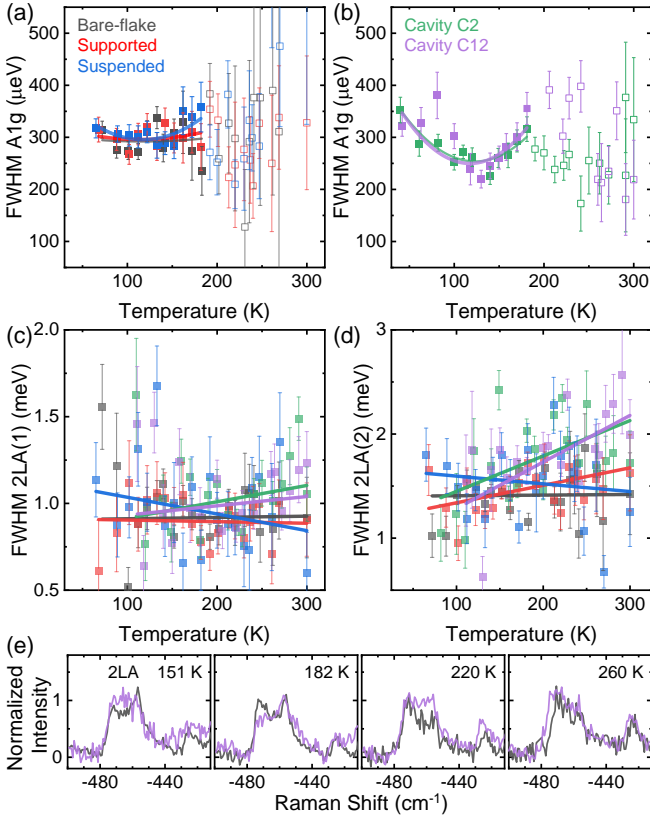 (a)
Bare-flake
Supported
Suspended
FWHM A1g (μeV)
500
400
300
200
100
100
200
300
Temperature (K)
(b)
Cavity C2
Cavity C12
FWHM A1g (μeV)
500
400
300
200
100
100
200
300
Temperature (K)
(c)
FWHM 2LA(1) (meV)
2.0
1.5
1.0
0.5
100
200
300
Temperature (K)
(d)
FWHM 2LA(2) (meV)
3
2
1
100
200
300
Temperature (K)
(e)
Normalized
Intensity
1
0
2LA 151 K
182 K
220 K
260 K
-480 -440
-480 -440
-480 -440
-480 -440
Raman Shift (cm⁻¹)